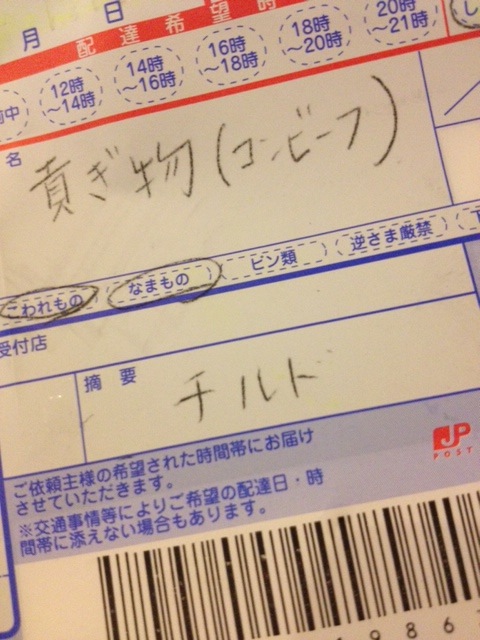 月 日
配達希望時
12時～14時
14時～16時
16時～18時
18時～20時
20時～21時
名
貢ぎ物(コンビーフ)
こわれもの なまもの ビン類 逆さま厳禁
受付店
摘要
チルド
ご依頼主様の希望された時間帯にお届け
させていただきます。
※交通事情等によりご希望の配達日・時
間帯に添えない場合もあります。
JP
POST
986